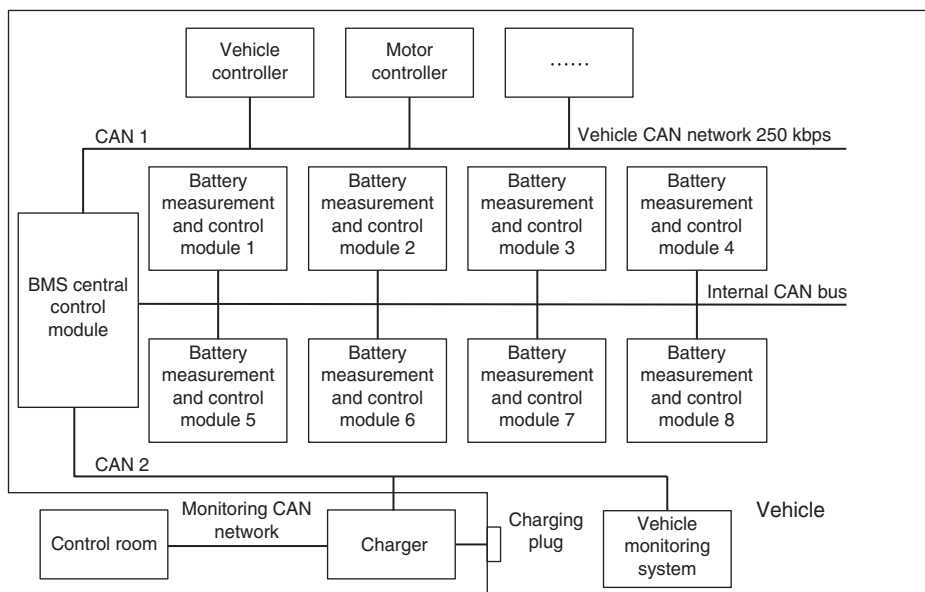 Vehicle
controller
Motor
controller
......
CAN 1
Vehicle CAN network 250 kbps
Battery
measurement
and control
module 1
Battery
measurement
and control
module 2
Battery
measurement
and control
module 3
Battery
measurement
and control
module 4
BMS central
control
module
Internal CAN bus
Battery
measurement
and control
module 5
Battery
measurement
and control
module 6
Battery
measurement
and control
module 7
Battery
measurement
and control
module 8
CAN 2
Monitoring CAN
network
Control room
Charger
Charging
plug
Vehicle
monitoring
system
Vehicle